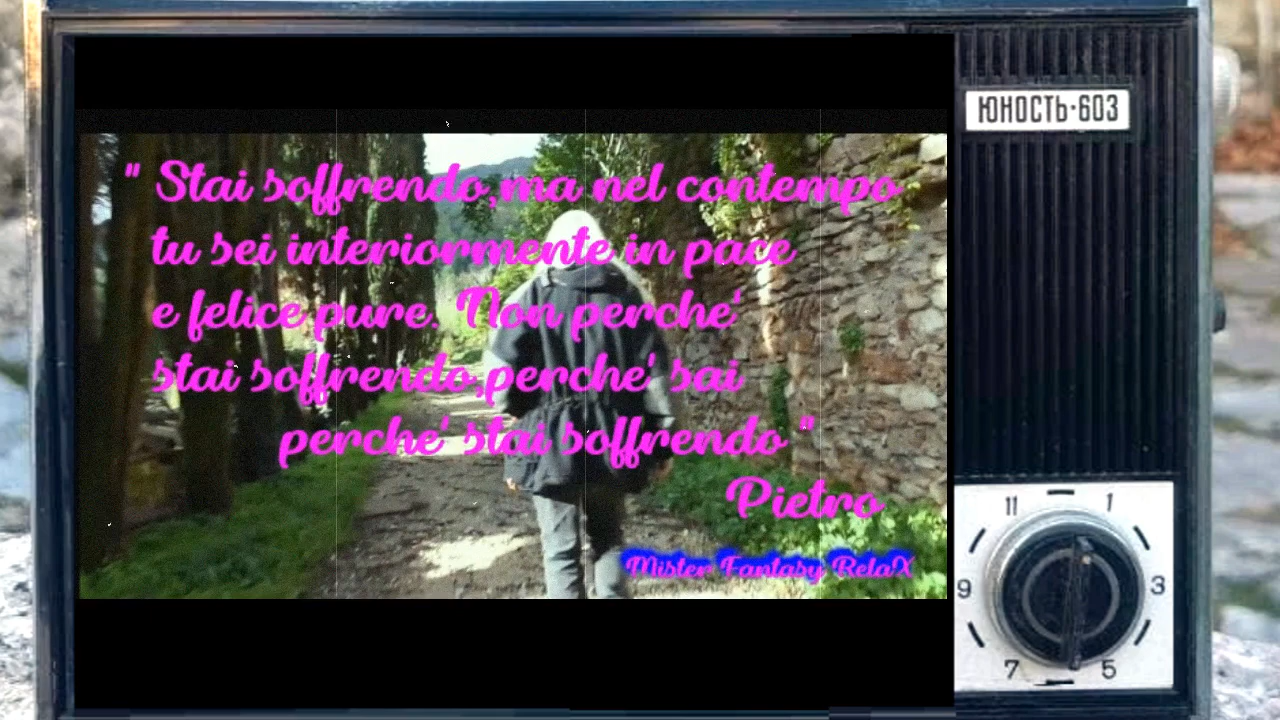 " Stai soffrendo,ma nel contempo
tu sei interiormente in pace
e felice pure. Non perche'
stai soffrendo,perche' sai
perche' stai soffrendo "
Pietro
Mister Fantasy RelaX
ЮНОСТЬ·603
11
1
9
3
7
5